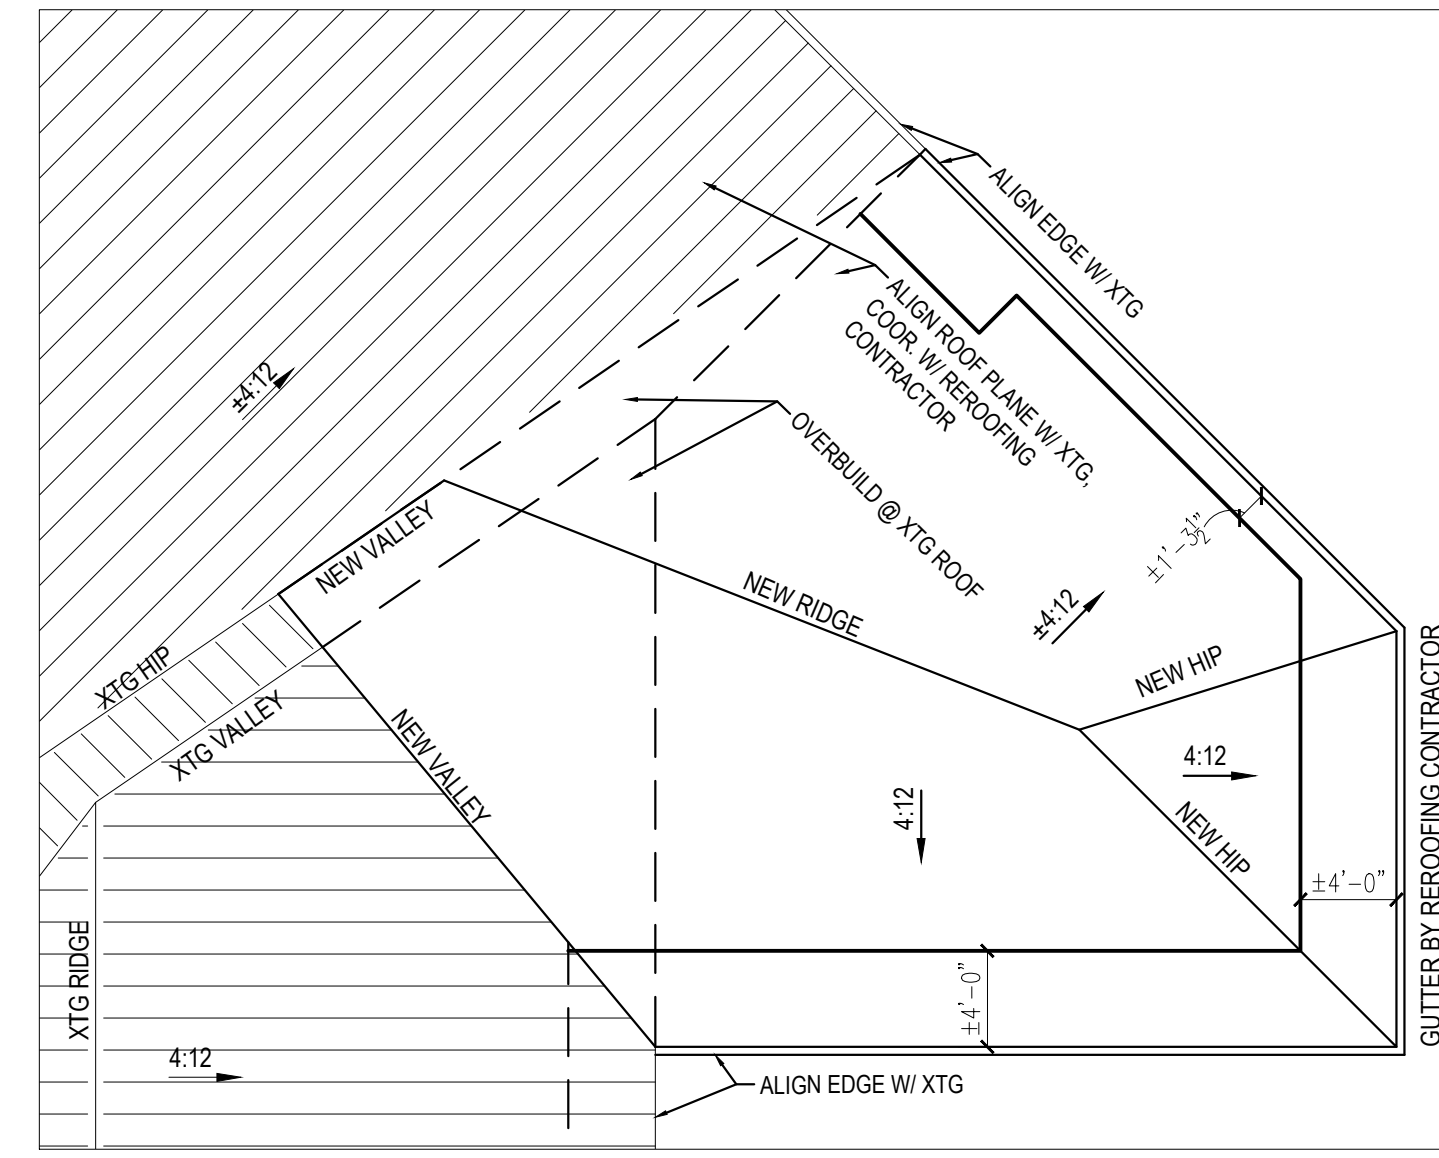 ALIGN EDGE W/ XTG
ALIGN ROOF PLANE W/ XTG,
COOR. W/ REROOFING
CONTRACTOR
±4:12
OVERBUILD @ XTG ROOF
NEW VALLEY
±1'-3½"
NEW RIDGE
±4:12
NEW HIP
XTG HIP
XTG VALLEY
NEW VALLEY
4:12
4:12
NEW HIP
±4'-0"
GUTTER BY REROOFING CONTRACTOR
XTG RIDGE
±4'-0"
4:12
ALIGN EDGE W/ XTG